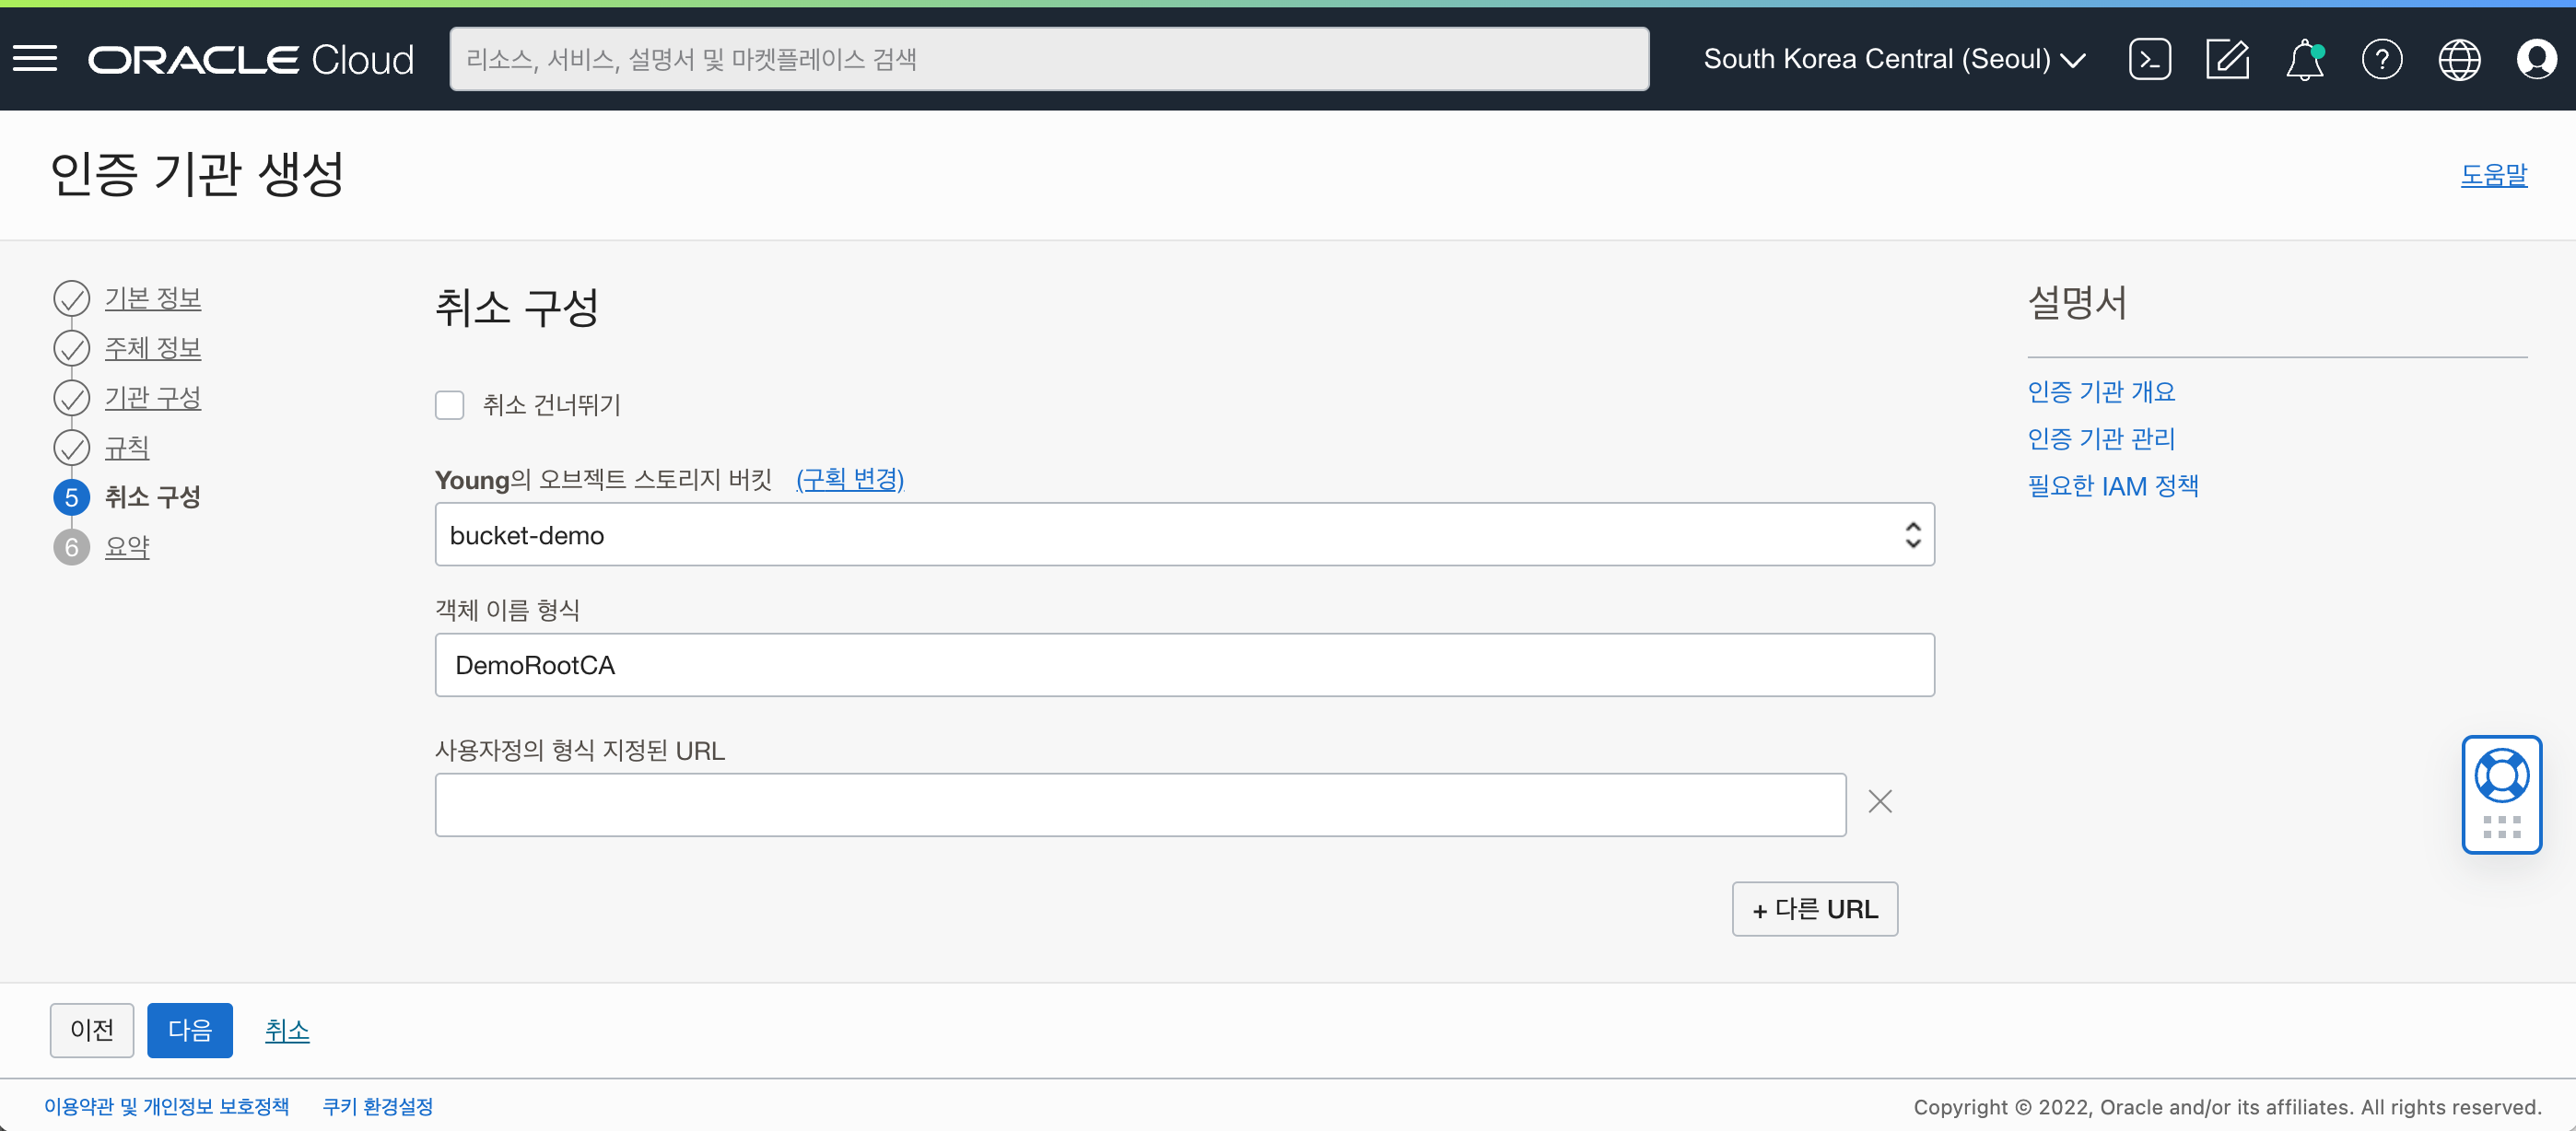 ORACLE Cloud
리소스, 서비스, 설명서 및 마켓플레이스 검색
South Korea Central (Seoul)
인증 기관 생성
도움말
기본 정보
주체 정보
기관 구성
규칙
5 취소 구성
6 요약
취소 구성
취소 건너뛰기
Young의 오브젝트 스토리지 버킷 (구획 변경)
bucket-demo
객체 이름 형식
DemoRootCA
사용자정의 형식 지정된 URL
+ 다른 URL
설명서
인증 기관 개요
인증 기관 관리
필요한 IAM 정책
이전
다음
취소
이용약관 및 개인정보 보호정책
쿠키 환경설정
Copyright © 2022, Oracle and/or its affiliates. All rights reserved.